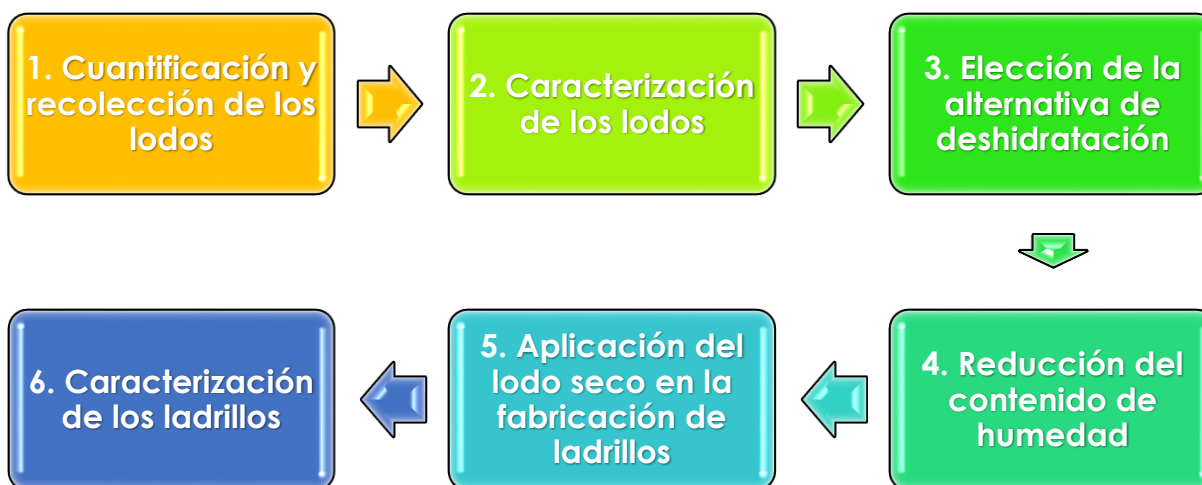 1. Cuantificación y
recolección de los
lodos
2. Caracterización
de los lodos
3. Elección de la
alternativa de
deshidratación
4. Reducción del
contenido de
humedad
5. Aplicación del
lodo seco en la
fabricación de
ladrillos
6. Caracterización
de los ladrillos